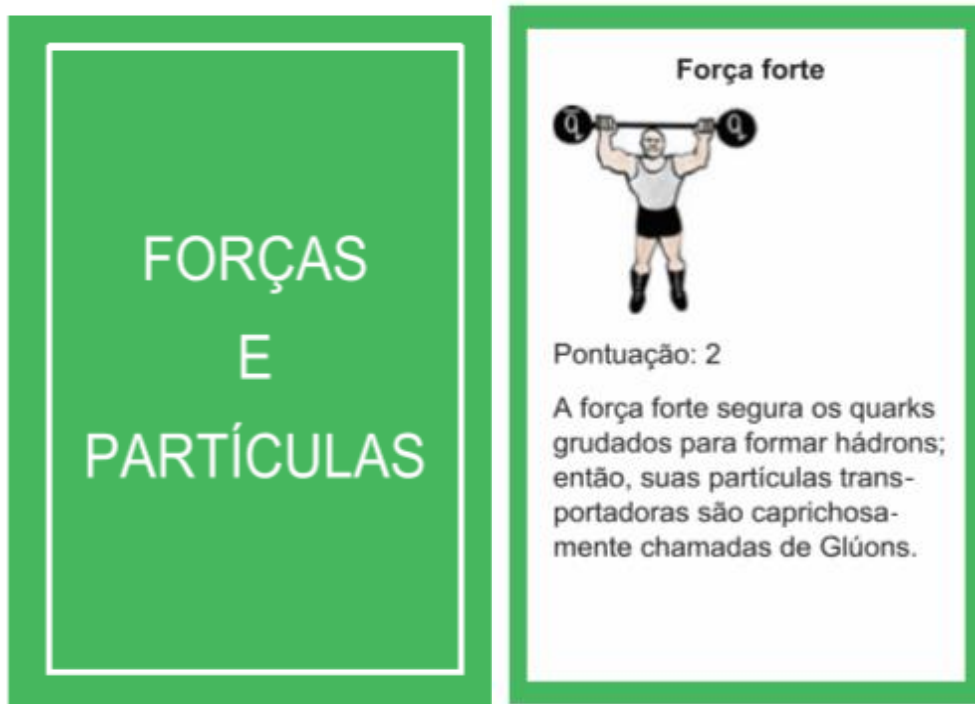 FORÇAS
E
PARTÍCULAS
Força forte
Q̅
Q
Pontuação: 2
A força forte segura os quarks
grudados para formar hádrons;
então, suas partículas trans-
portadoras são caprichosa-
mente chamadas de Glúons.